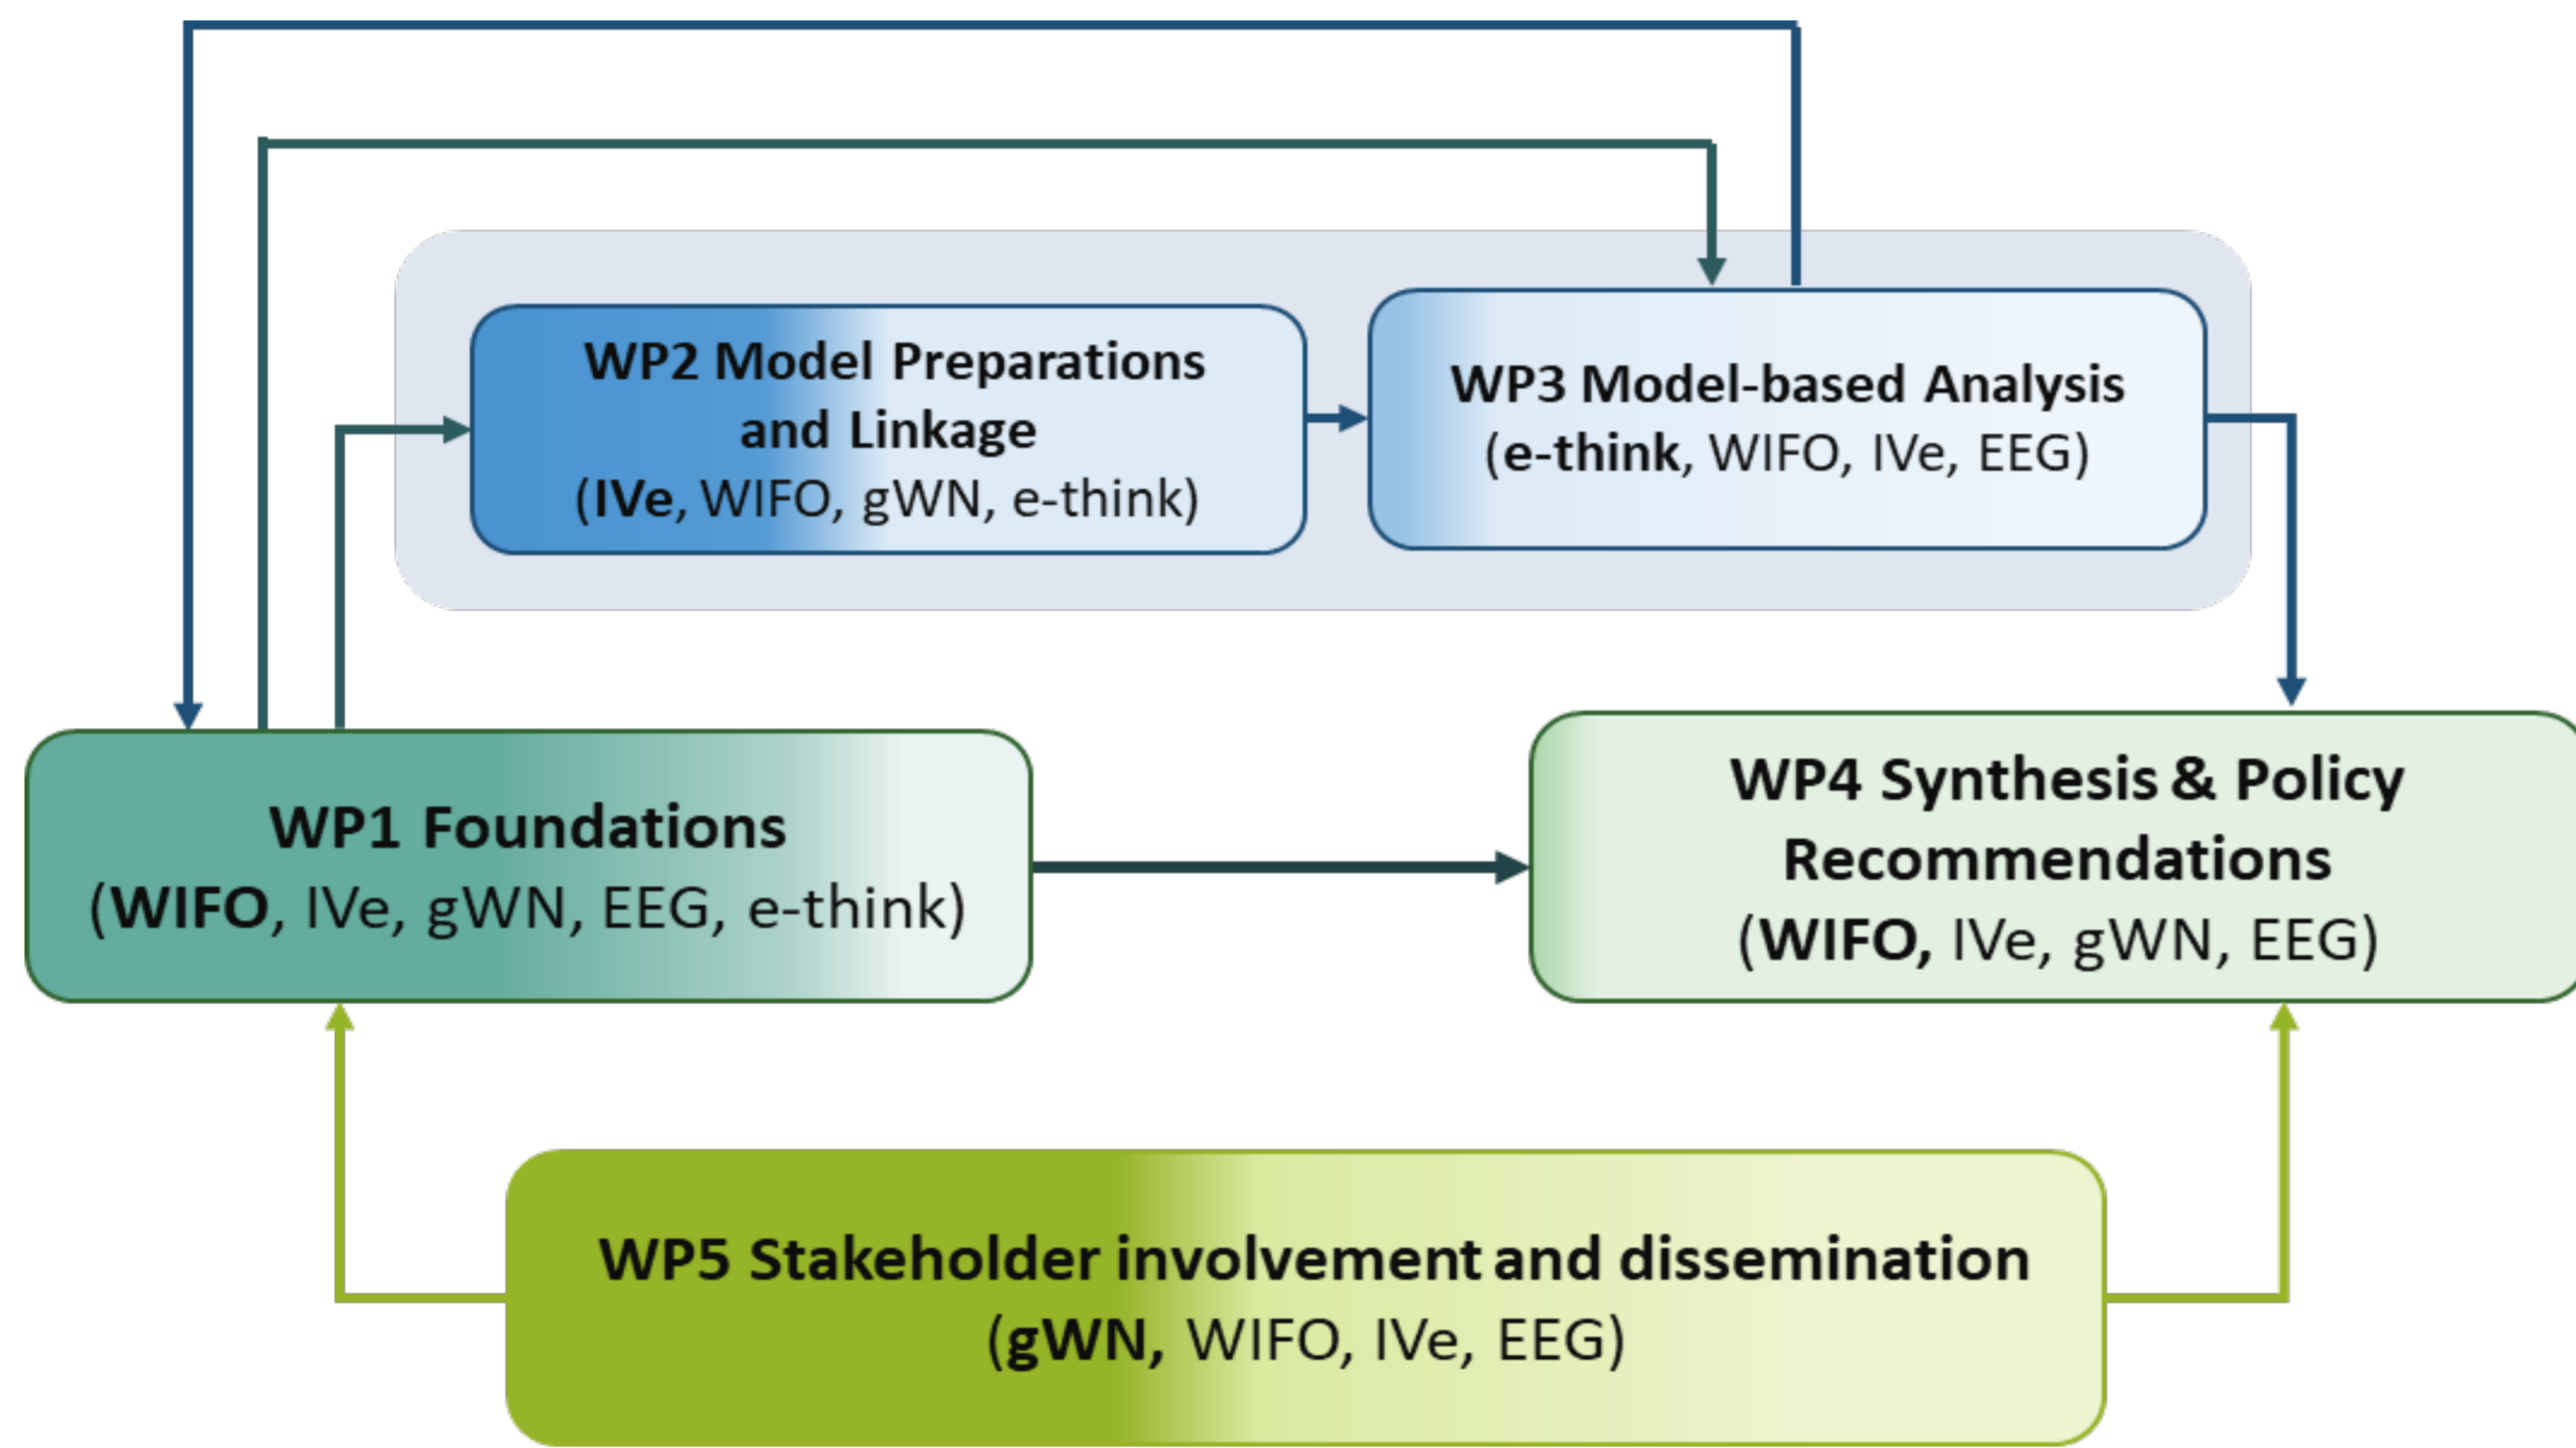 WP2 Model Preparations
and Linkage
(IVe, WIFO, gWN, e-think)
WP3 Model-based Analysis
(e-think, WIFO, IVe, EEG)
WP1 Foundations
(WIFO, IVe, gWN, EEG, e-think)
WP4 Synthesis & Policy
Recommendations
(WIFO, IVe, gWN, EEG)
WP5 Stakeholder involvement and dissemination
(gWN, WIFO, IVe, EEG)